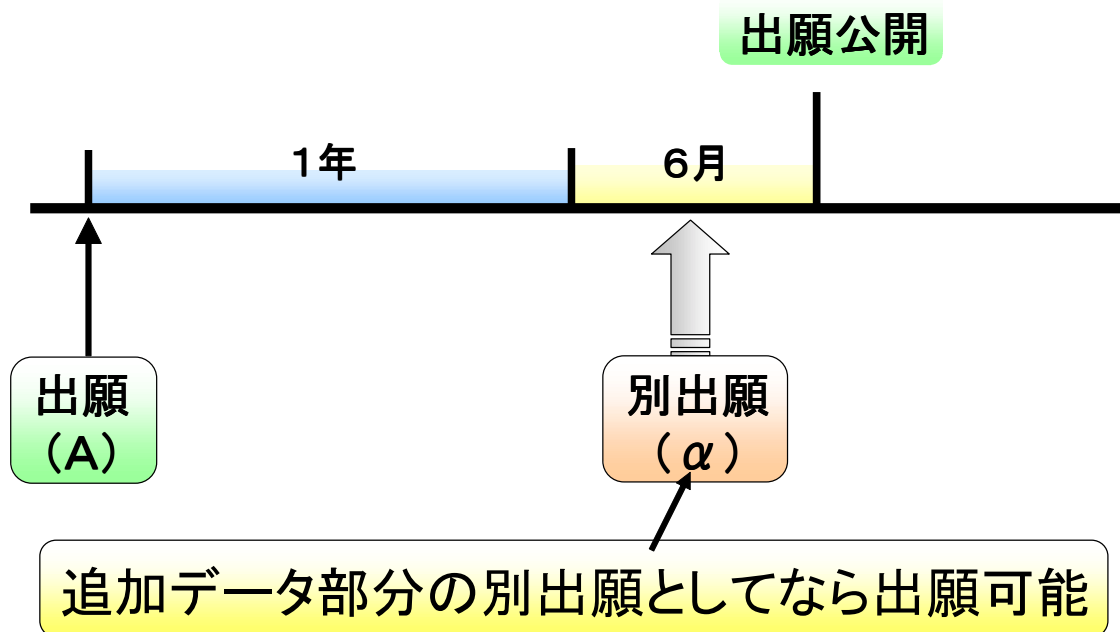 出願公開
1年
6月
出願
（A）
別出願
（α）
追加データ部分の別出願としてなら出願可能